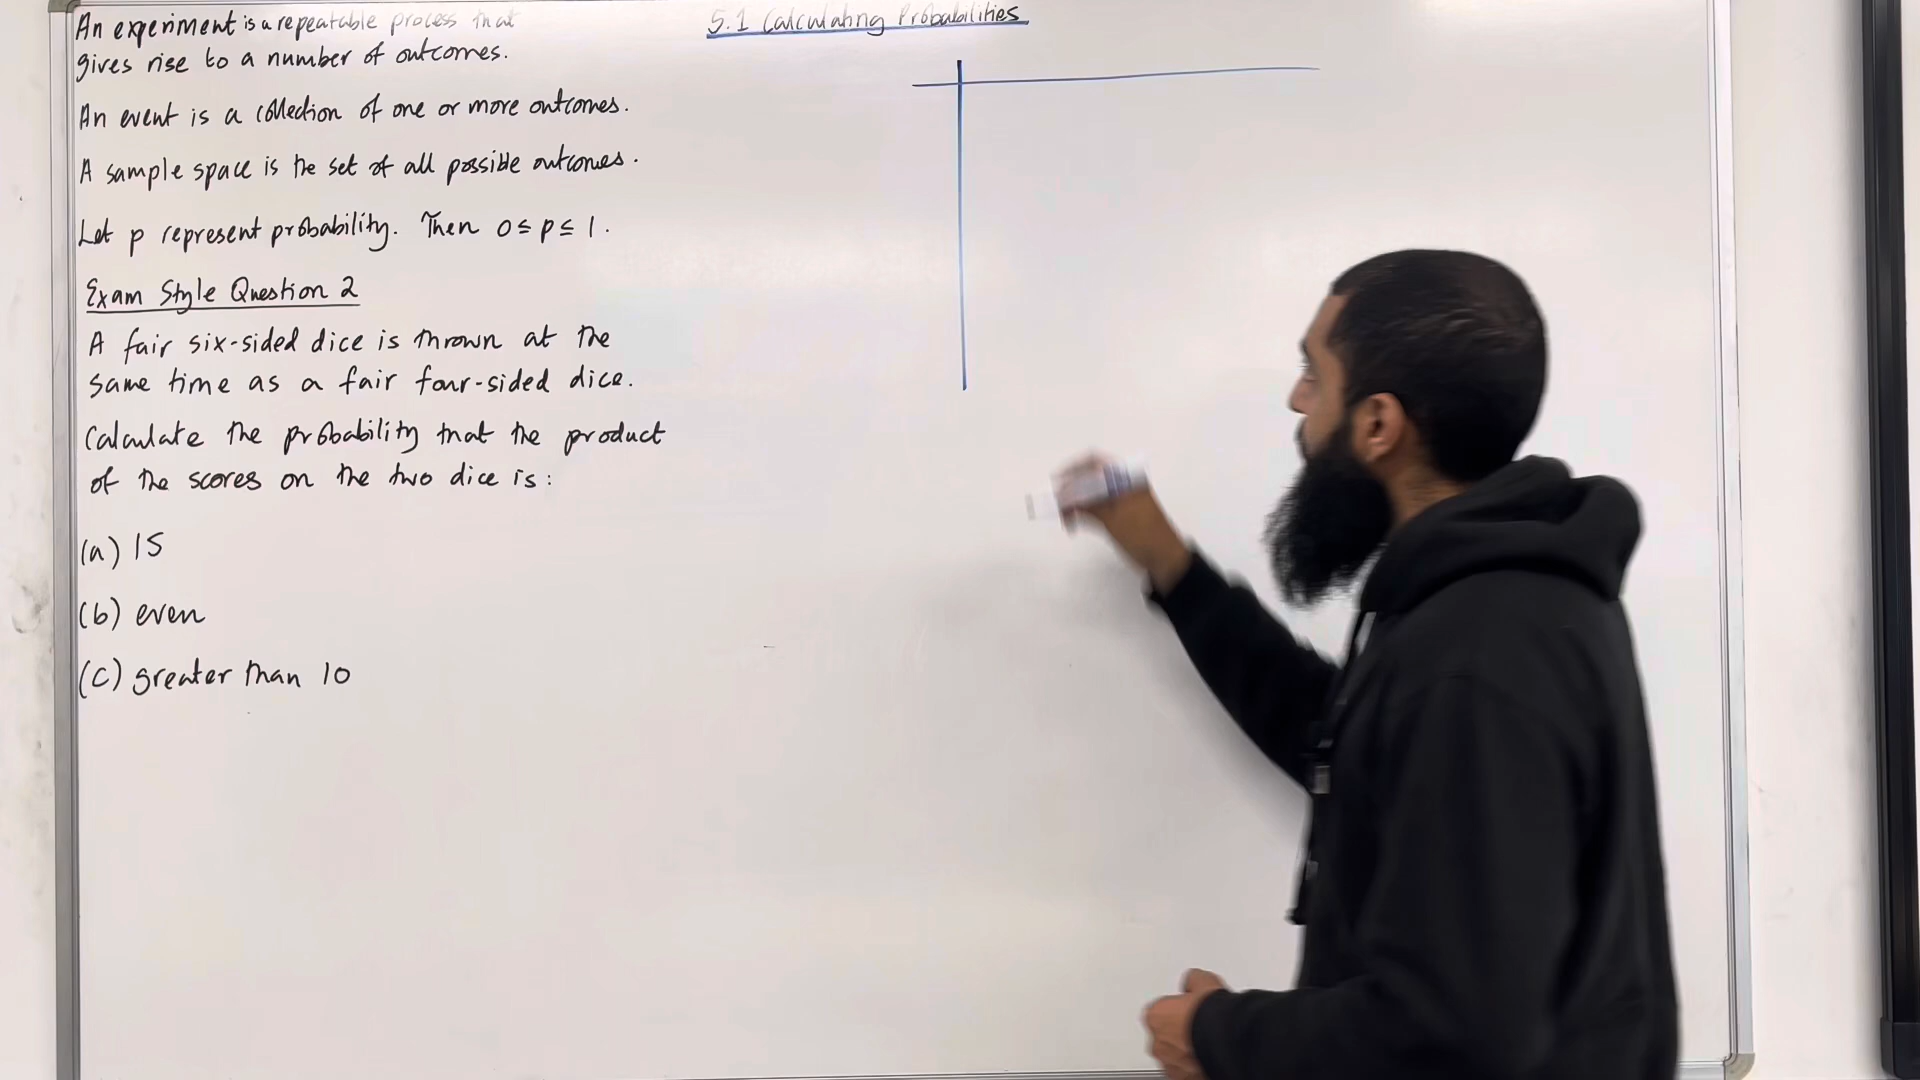 An experiment is a repeatable process that
gives rise to a number of outcomes.
An event is a collection of one or more outcomes.
A sample space is the set of all possible outcomes.
Let p represent probability. Then 0 ≤ p ≤ 1.
Exam Style Question 2
A fair six-sided dice is thrown at the
same time as a fair four-sided dice.
Calculate the probability that the product
of the scores on the two dice is:
(a) 15
(b) even
(c) greater than 10
5.1 Calculating Probabilities